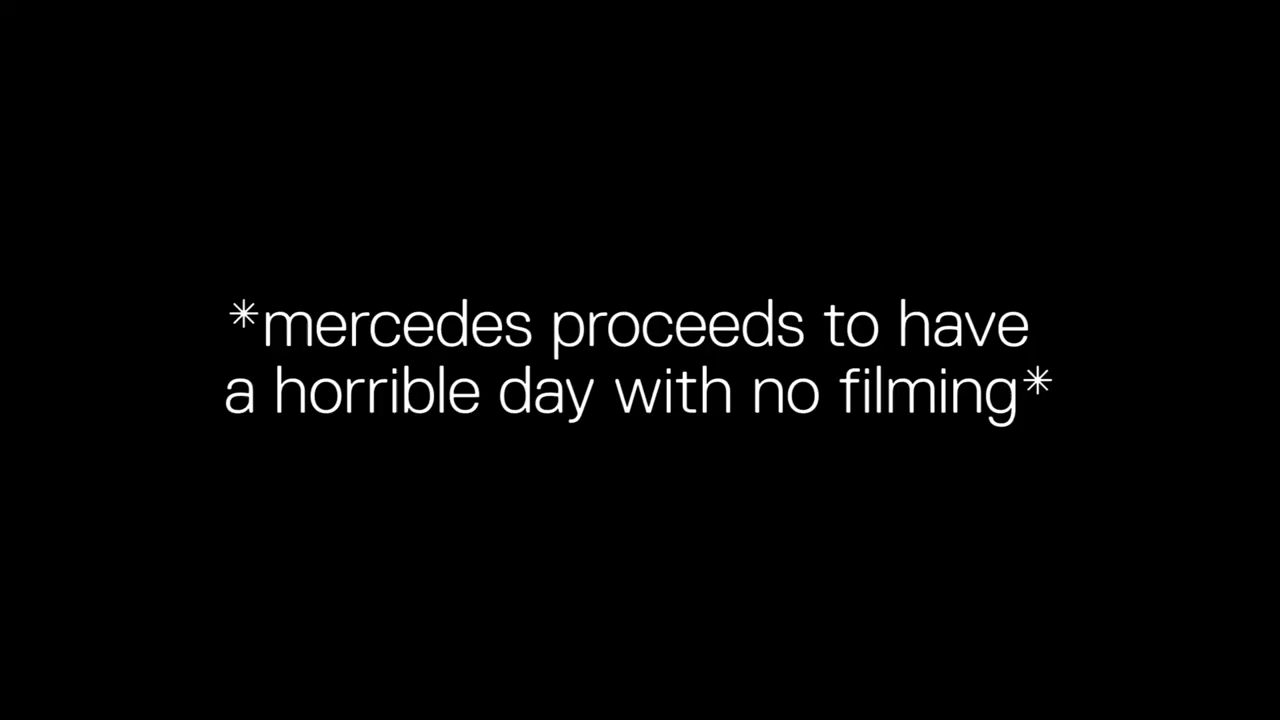 *mercedes proceeds to have
a horrible day with no filming*